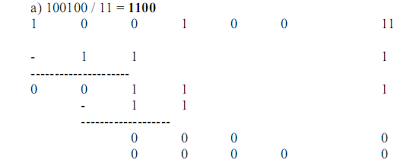 a) 100100 / 11 = 1100
1 0 0 1 0 0 11
- 1 1 1
---------------------
0 0 1 1 1
- 1 1
-------------------
0 0 0 0
0 0 0 0 0